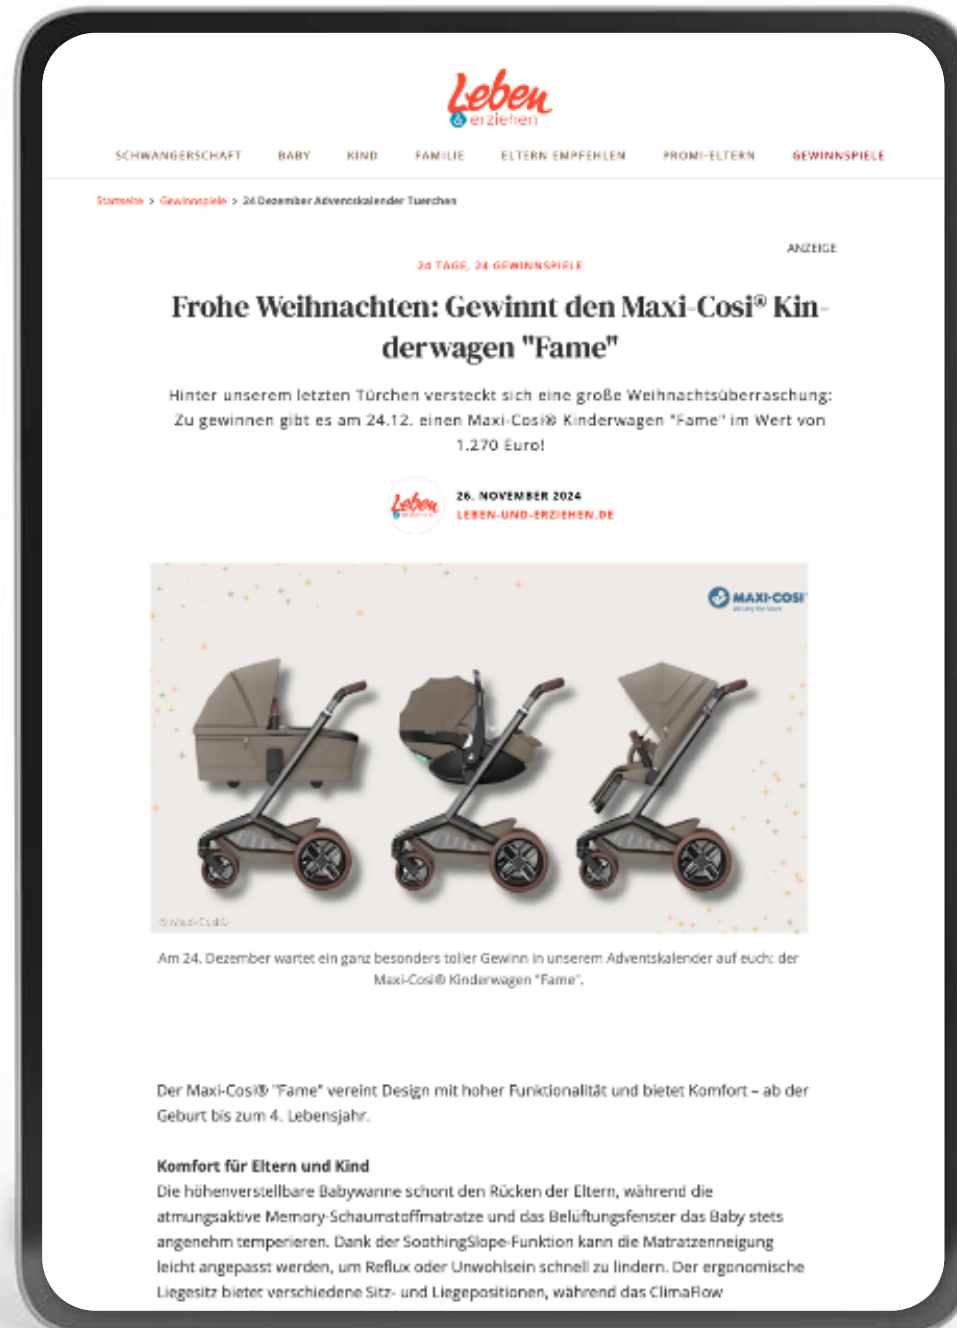 Leben
& erziehen
SCHWANGERSCHAFT BABY KIND FAMILIE ELTERN EMPFEHLEN PROMI-ELTERN GEWINNSPIELE
Startseite > Gewinnspiele > 24 Dezember Adventskalender Tuerchen
ANZEIGE
24 TAGE, 24 GEWINNSPIELE
Frohe Weihnachten: Gewinnt den Maxi-Cosi® Kin-
derwagen "Fame"
Hinter unserem letzten Türchen versteckt sich eine große Weihnachtsüberraschung:
Zu gewinnen gibt es am 24.12. einen Maxi-Cosi® Kinderwagen "Fame" im Wert von
1.270 Euro!
Leben
26. NOVEMBER 2024
LEBEN-UND-ERZIEHEN.DE
MAXI-COSI
© Maxi-Cosi®
Am 24. Dezember wartet ein ganz besonders toller Gewinn in unserem Adventskalender auf euch: der
Maxi-Cosi® Kinderwagen "Fame".
Der Maxi-Cosi® "Fame" vereint Design mit hoher Funktionalität und bietet Komfort – ab der
Geburt bis zum 4. Lebensjahr.
Komfort für Eltern und Kind
Die höhenverstellbare Babywanne schont den Rücken der Eltern, während die
atmungsaktive Memory-Schaumstoffmatratze und das Belüftungsfenster das Baby stets
angenehm temperieren. Dank der SoothingSlope-Funktion kann die Matratzenneigung
leicht angepasst werden, um Reflux oder Unwohlsein schnell zu lindern. Der ergonomische
Liegesitz bietet verschiedene Sitz- und Liegepositionen, während das ClimaFlow